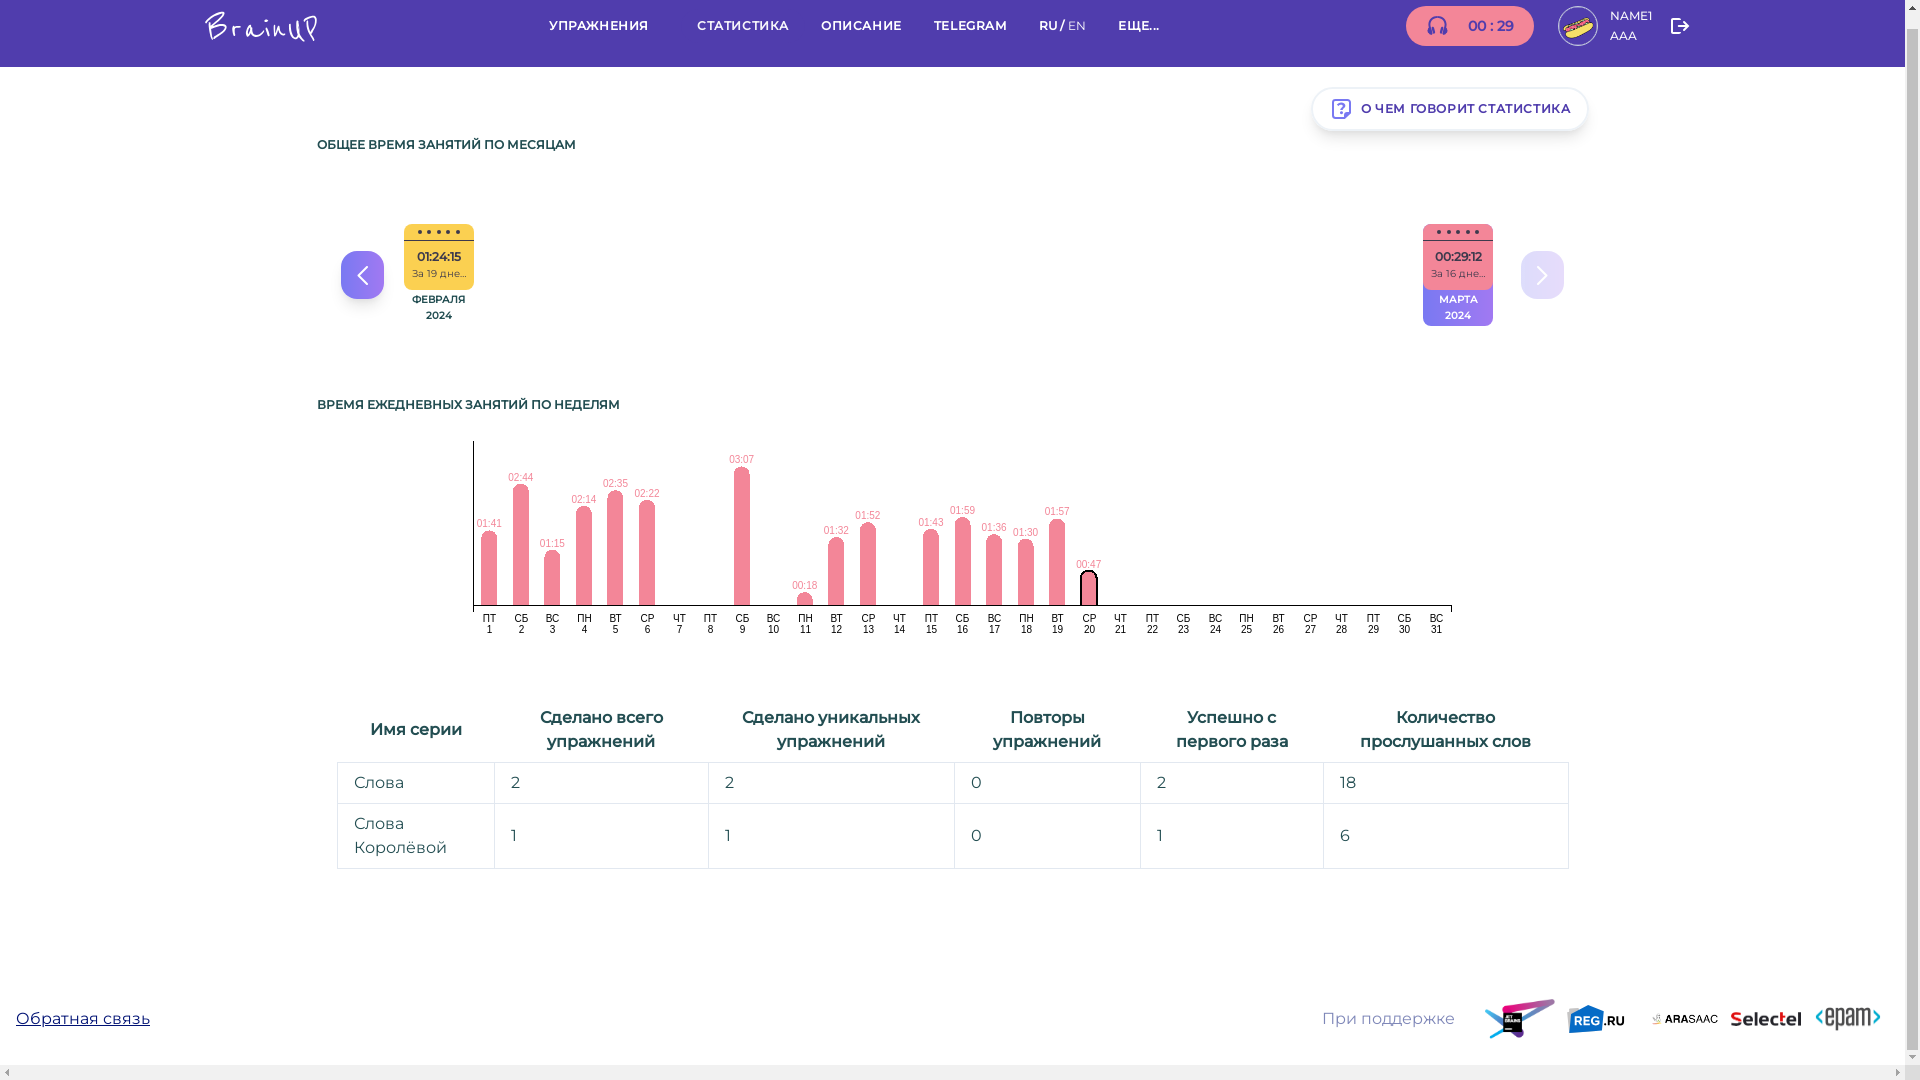 BrainUP
УПРАЖНЕНИЯ
СТАТИСТИКА
ОПИСАНИЕ
TELEGRAM
RU / EN
ЕЩЕ...
00 : 29
NAME1
AAA
О ЧЕМ ГОВОРИТ СТАТИСТИКА
ОБЩЕЕ ВРЕМЯ ЗАНЯТИЙ ПО МЕСЯЦАМ
01:24:15
За 19 дне...
ФЕВРАЛЯ
2024
00:29:12
За 16 дне...
МАРТА
2024
ВРЕМЯ ЕЖЕДНЕВНЫХ ЗАНЯТИЙ ПО НЕДЕЛЯМ
01:41 02:44 01:15 02:14 02:35 02:22 03:07 00:18 01:32 01:52 01:43 01:59 01:36 01:30 01:57 00:47
ПТ СБ ВС ПН ВТ СР ЧТ ПТ СБ ВС ПН ВТ СР ЧТ ПТ СБ ВС ПН ВТ СР ЧТ ПТ СБ ВС ПН ВТ СР ЧТ ПТ СБ ВС
1 2 3 4 5 6 7 8 9 10 11 12 13 14 15 16 17 18 19 20 21 22 23 24 25 26 27 28 29 30 31
Имя серии
Сделано всего
упражнений
Сделано уникальных
упражнений
Повторы
упражнений
Успешно с
первого раза
Количество
прослушанных слов
Слова 2 2 0 2 18
Слова
Королёвой
1 1 0 1 6
Обратная связь
При поддержке
JET
BRAINS
REG.RU
ARASAAC
Selectel
<epam>